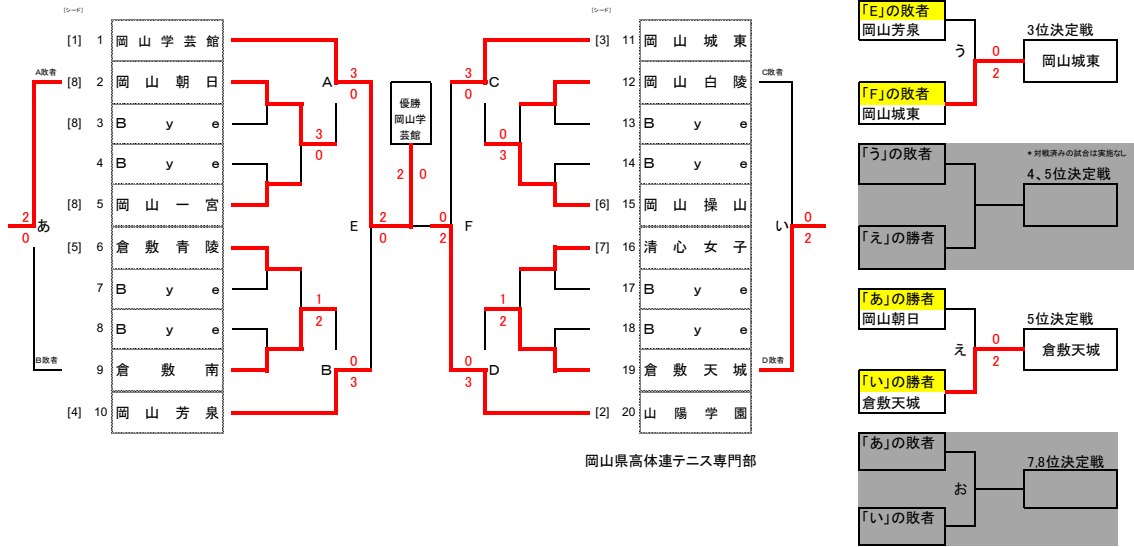 [シード]
[1] 1 岡山学芸館
A敗者
[8] 2 岡山朝日
[8] 3 Bye
4 Bye
[8] 5 岡山一宮
[5] 6 倉敷青陵
7 Bye
8 Bye
B敗者
9 倉敷南
[4] 10 岡山芳泉
2
0
あ
3
0
1
2
A
3
0
B
0
3
E
2
0
優勝
岡山学
芸館
2 0
0
2
F
3
0
C
0
3
D
0
3
1
2
[シード]
[3] 11 岡山城東
C敗者
12 岡山白陵
13 Bye
14 Bye
[6] 15 岡山操山
[7] 16 清心女子
17 Bye
18 Bye
D敗者
19 倉敷天城
[2] 20 山陽学園
い
0
2
岡山県高体連テニス専門部
「E」の敗者
岡山芳泉
う
0
2
3位決定戦
岡山城東
「F」の敗者
岡山城東
「う」の敗者
*対戦済みの試合は実施なし
4、5位決定戦
「え」の勝者
「あ」の勝者
岡山朝日
え
0
2
5位決定戦
倉敷天城
「い」の勝者
倉敷天城
「あ」の敗者
7,8位決定戦
お
「い」の敗者